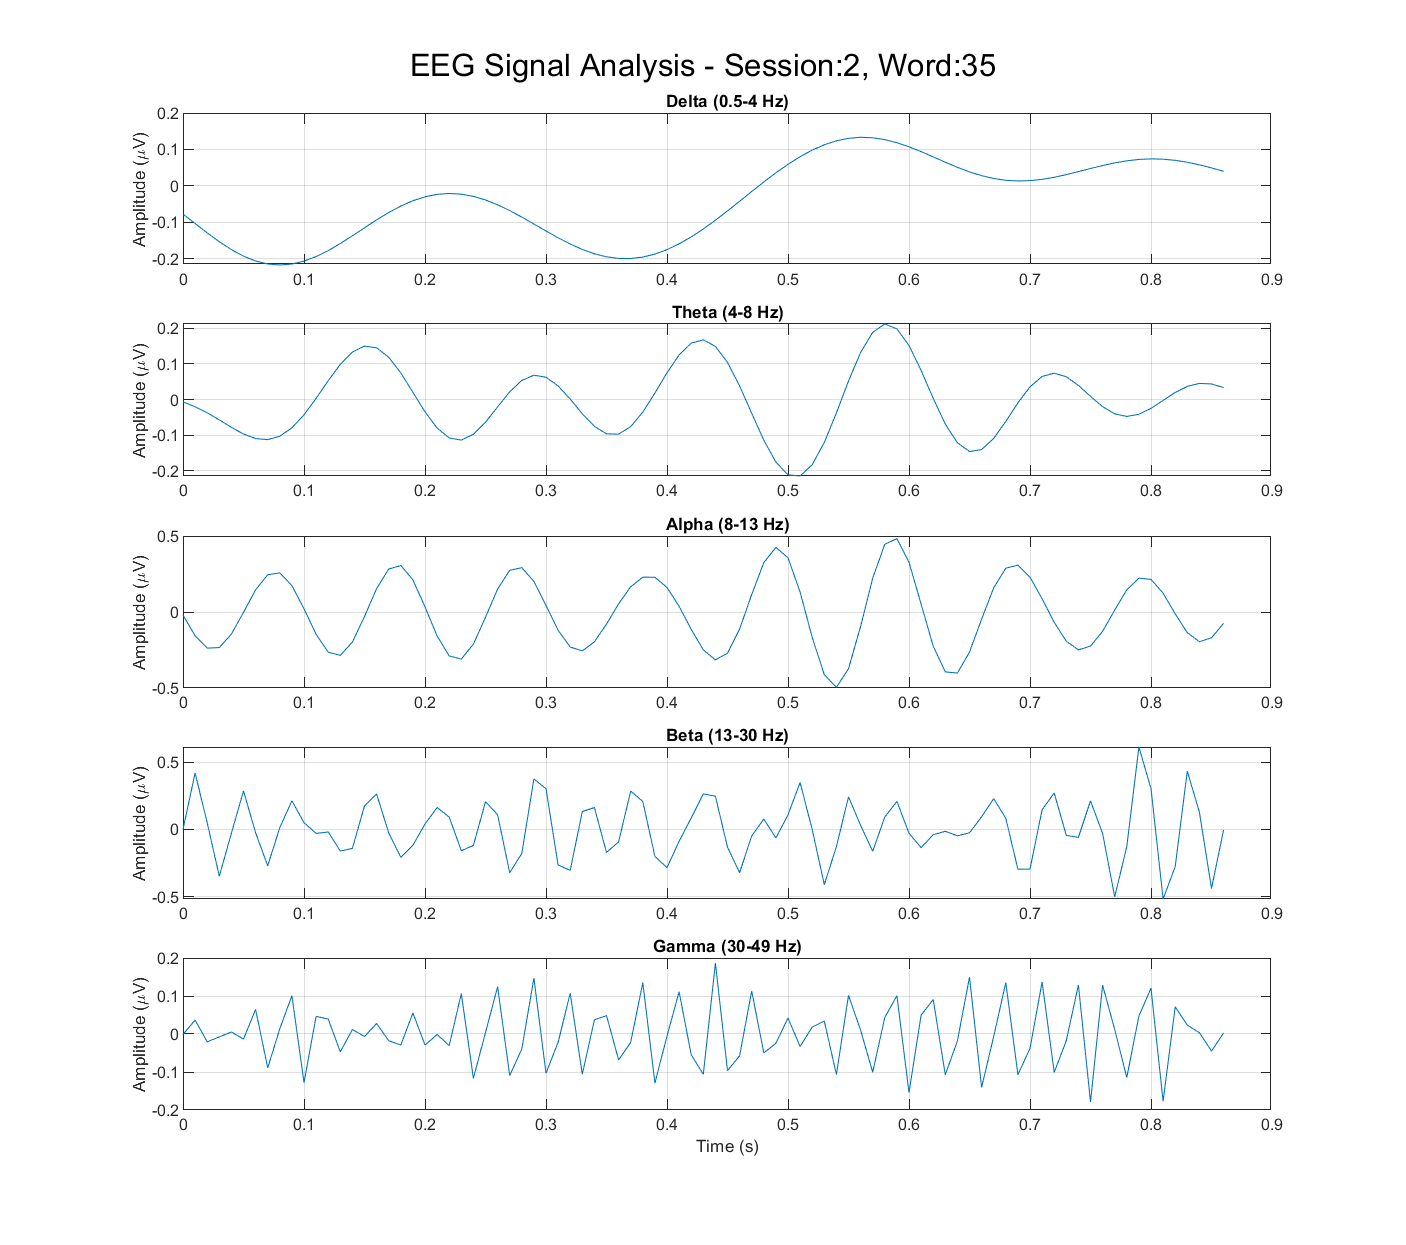 EEG Signal Analysis - Session:2, Word:35
Delta (0.5-4 Hz)
Amplitude (μV)
0.2
0.1
0
-0.1
-0.2
0 0.1 0.2 0.3 0.4 0.5 0.6 0.7 0.8 0.9
Theta (4-8 Hz)
Amplitude (μV)
0.2
0.1
0
-0.1
-0.2
0 0.1 0.2 0.3 0.4 0.5 0.6 0.7 0.8 0.9
Alpha (8-13 Hz)
Amplitude (μV)
0.5
0
-0.5
0 0.1 0.2 0.3 0.4 0.5 0.6 0.7 0.8 0.9
Beta (13-30 Hz)
Amplitude (μV)
0.5
0
-0.5
0 0.1 0.2 0.3 0.4 0.5 0.6 0.7 0.8 0.9
Gamma (30-49 Hz)
Amplitude (μV)
0.2
0.1
0
-0.1
-0.2
0 0.1 0.2 0.3 0.4 0.5 0.6 0.7 0.8 0.9
Time (s)